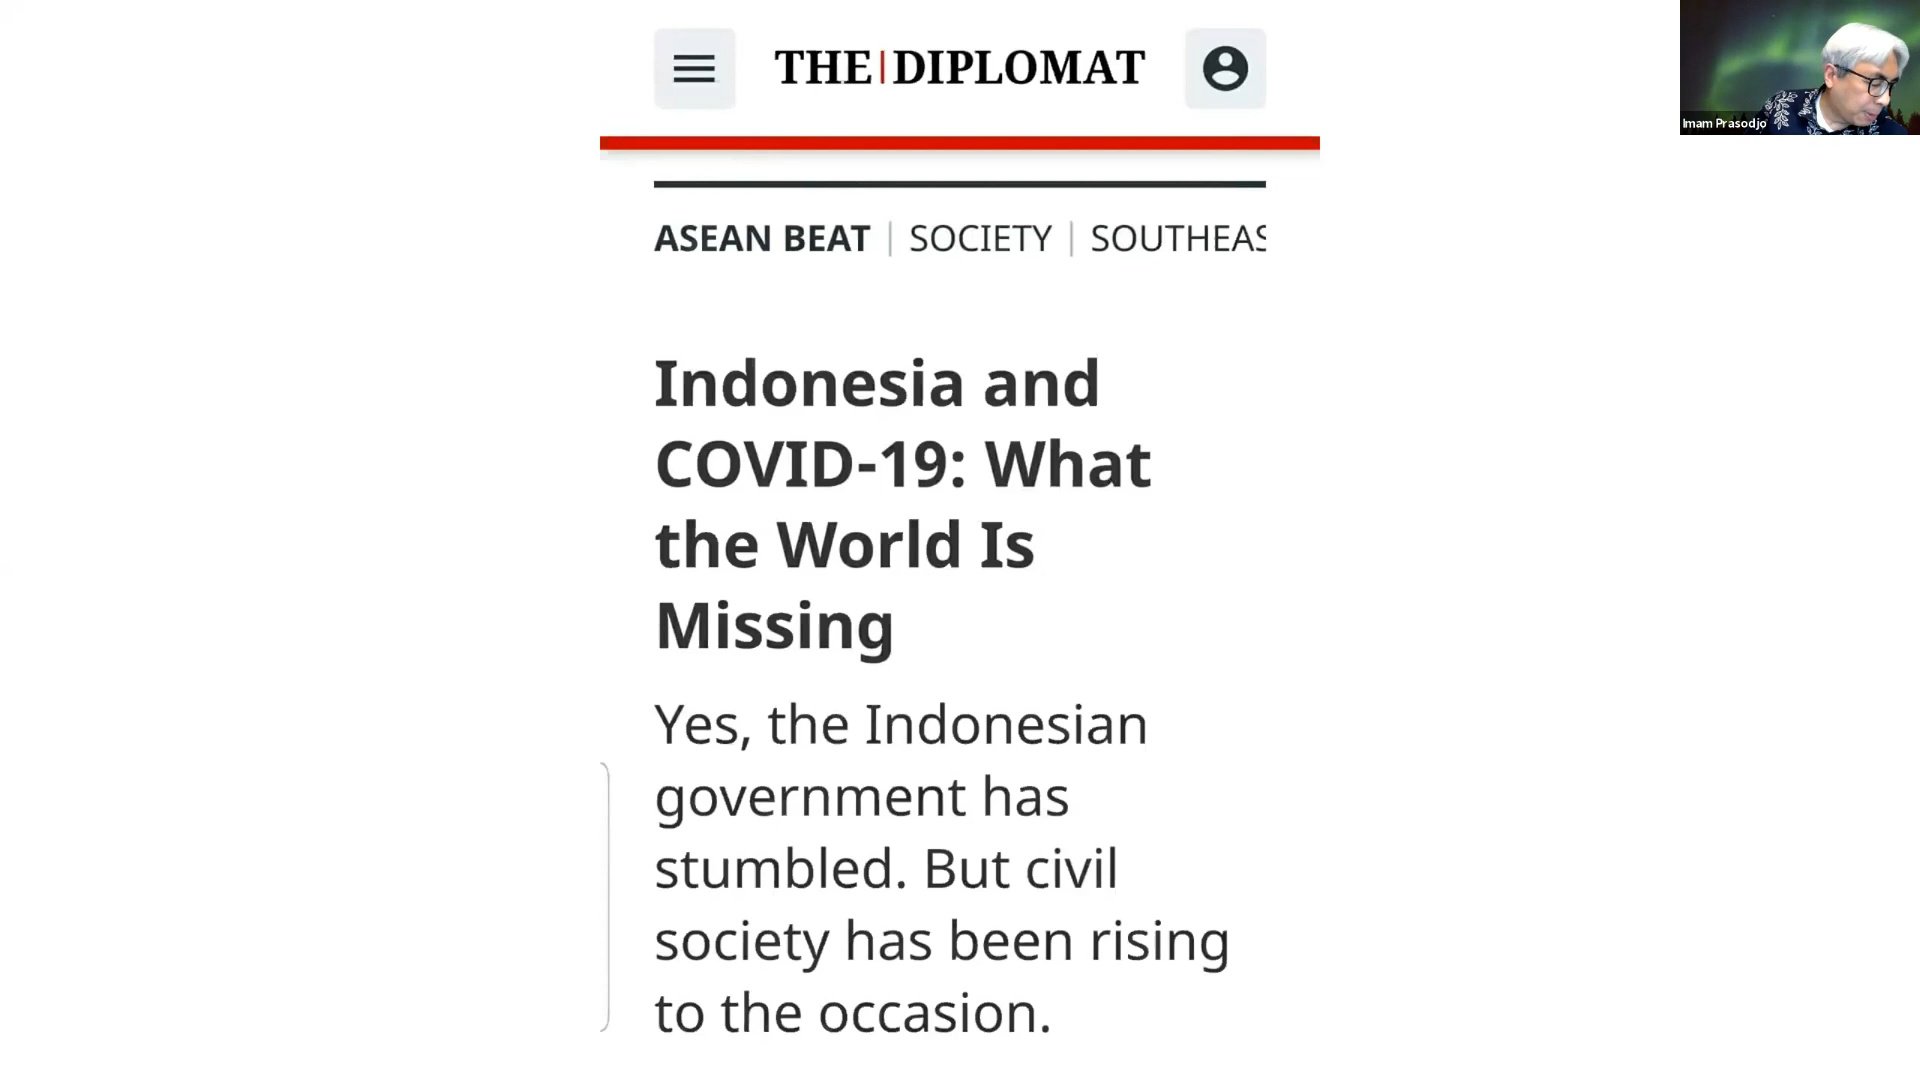 THE|DIPLOMAT
Imam Prasodjo
ASEAN BEAT | SOCIETY | SOUTHEAS
Indonesia and
COVID-19: What
the World Is
Missing
Yes, the Indonesian
government has
stumbled. But civil
society has been rising
to the occasion.